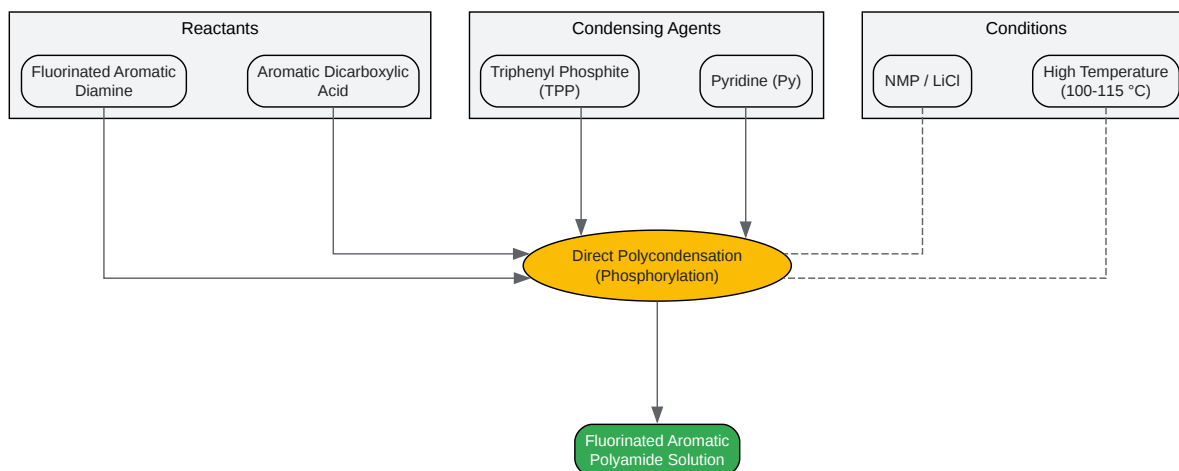 Reactants
Fluorinated Aromatic
Diamine
Aromatic Dicarboxylic
Acid
Condensing Agents
Triphenyl Phosphite
(TPP)
Pyridine (Py)
Conditions
NMP / LiCl
High Temperature
(100-115 °C)
Direct Polycondensation
(Phosphorylation)
Fluorinated Aromatic
Polyamide Solution